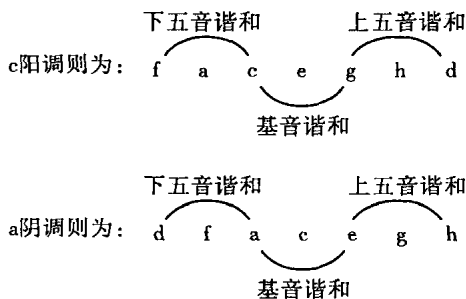 下五音谐和 上五音谐和
c阳调则为： f a c e g h d
基音谐和
下五音谐和 上五音谐和
a阴调则为： d f a c e g h
基音谐和